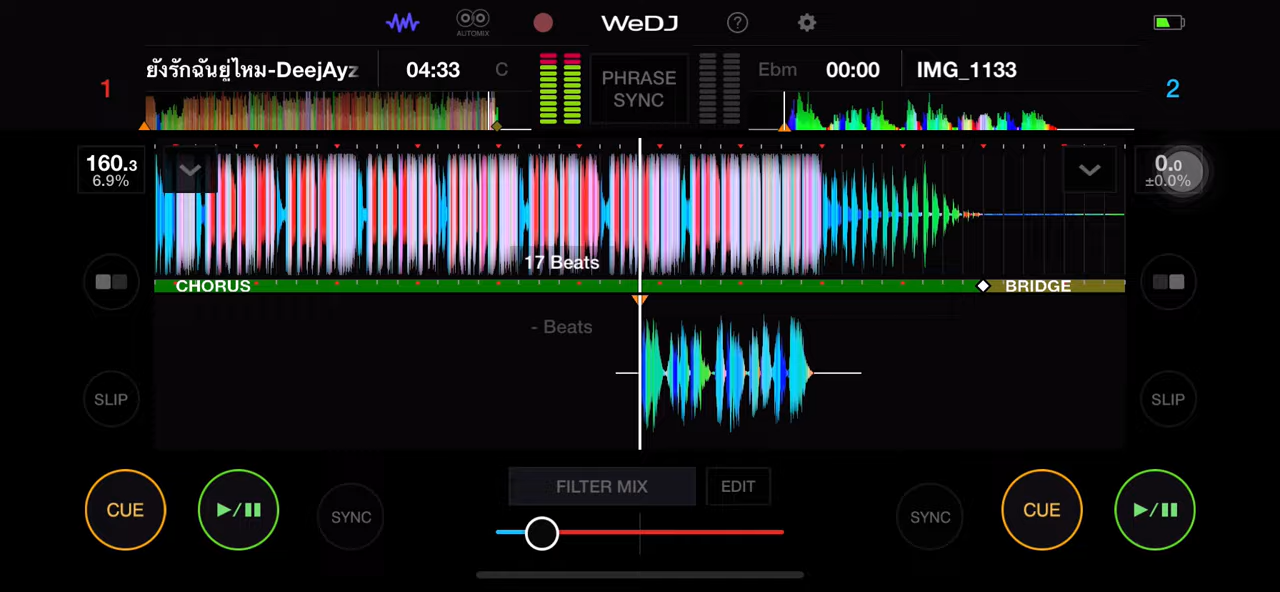 AUTOMIX
WeDJ
?
1
ยังรักฉันยู่ไหม-DeejAyz
04:33
C
PHRASE
SYNC
Ebm
00:00
IMG_1133
2
160.3
6.9%
0.0
±0.0%
17 Beats
CHORUS
BRIDGE
- Beats
SLIP
SLIP
CUE
SYNC
FILTER MIX
EDIT
SYNC
CUE